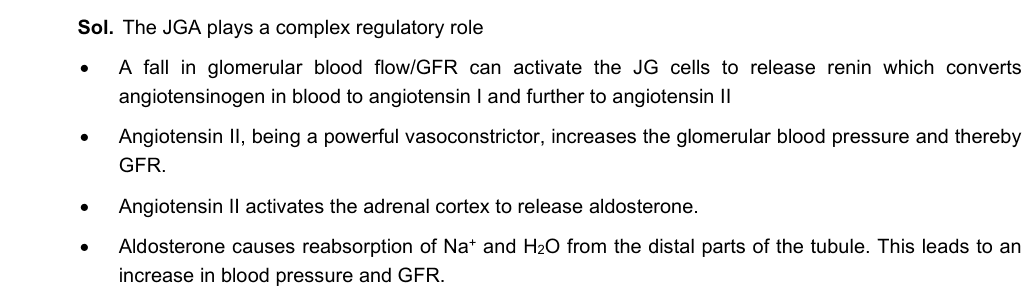 Sol. The JGA plays a complex regulatory role
• A fall in glomerular blood flow/GFR can activate the JG cells to release renin which converts
angiotensinogen in blood to angiotensin I and further to angiotensin II
• Angiotensin II, being a powerful vasoconstrictor, increases the glomerular blood pressure and thereby
GFR.
• Angiotensin II activates the adrenal cortex to release aldosterone.
• Aldosterone causes reabsorption of Na⁺ and H₂O from the distal parts of the tubule. This leads to an
increase in blood pressure and GFR.